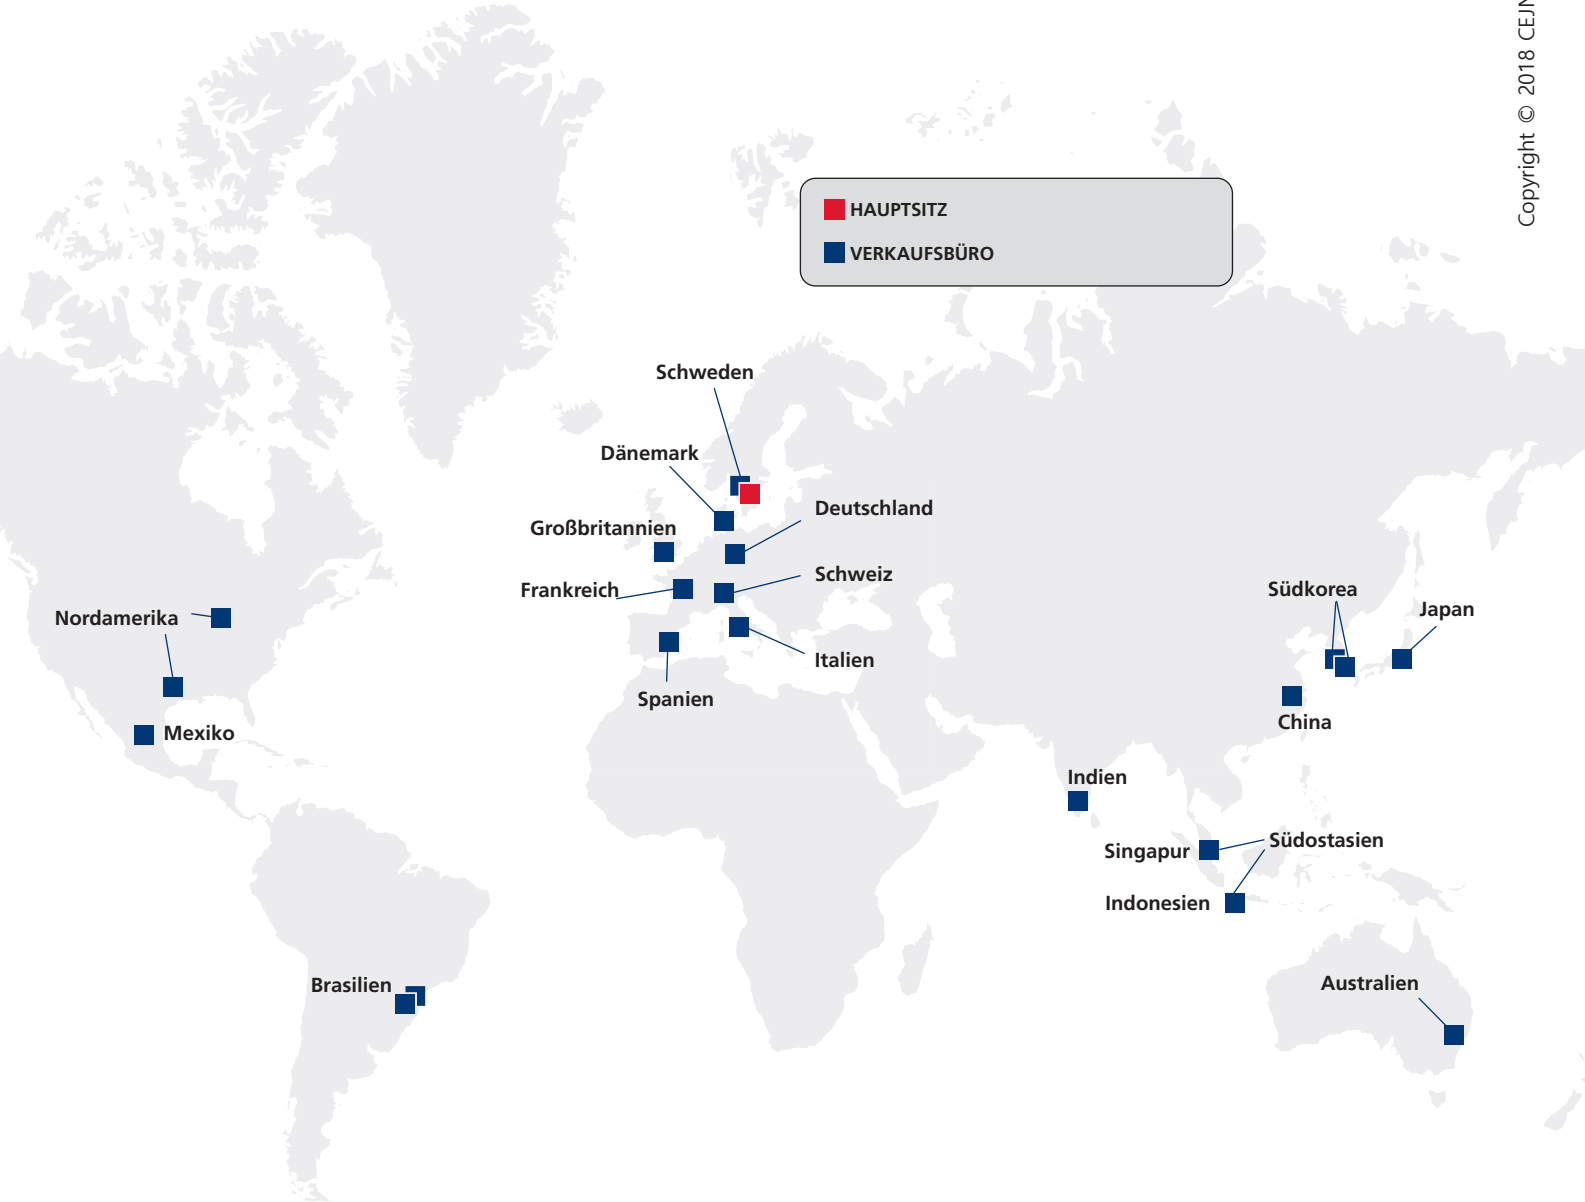 Copyright © 2018 CEJN
HAUPTSITZ
VERKAUFSBÜRO
Schweden
Dänemark
Deutschland
Großbritannien
Schweiz
Frankreich
Südkorea
Japan
Nordamerika
Italien
Spanien
China
Mexiko
Indien
Südostasien
Singapur
Indonesien
Australien
Brasilien